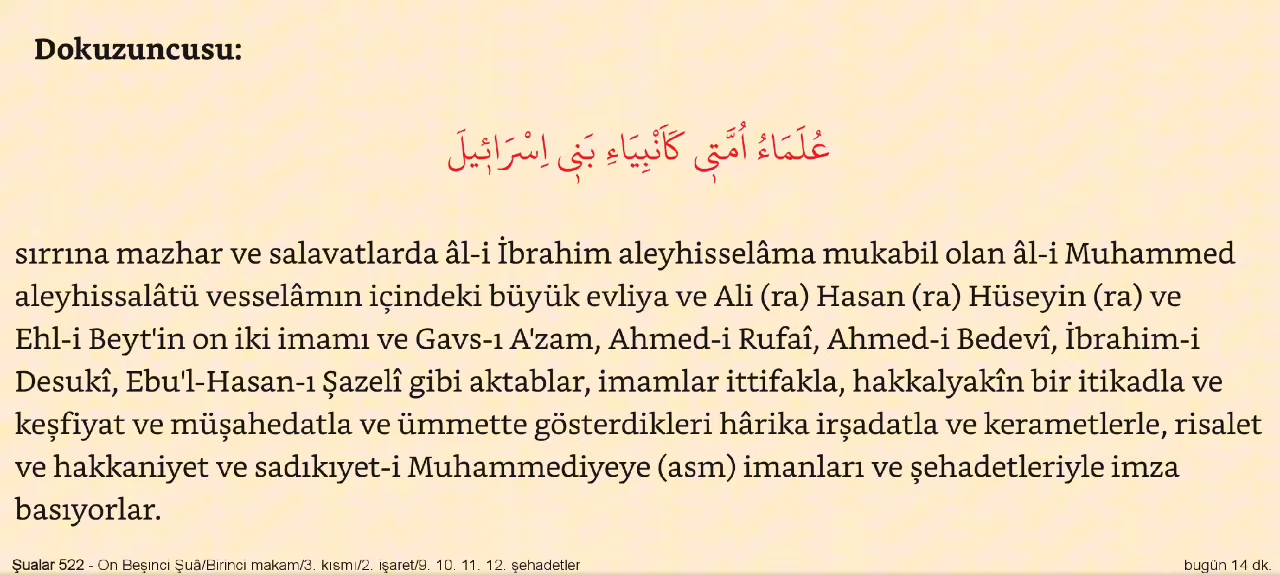 Dokuzuncusu:
عُلَمَاءُ اُمَّتٖى كَاَنْبِيَاءِ بَنٖى اِسْرَائٖيلَ
sırrına mazhar ve salavatlarda âl-i İbrahim aleyhisselâma mukabil olan âl-i Muhammed
aleyhissalâtü vesselâmın içindeki büyük evliya ve Ali (ra) Hasan (ra) Hüseyin (ra) ve
Ehl-i Beyt'in on iki imamı ve Gavs-ı A'zam, Ahmed-i Rufaî, Ahmed-i Bedevî, İbrahim-i
Desukî, Ebu'l-Hasan-ı Şazelî gibi aktablar, imamlar ittifakla, hakkalyakîn bir itikadla ve
keşfiyat ve müşahedatla ve ümmette gösterdikleri hârika irşadatla ve kerametlerle, risalet
ve hakkaniyet ve sadıkıyet-i Muhammediyeye (asm) imanları ve şehadetleriyle imza
basıyorlar.
Şualar 522 - On Beşinci Şuâ/Birinci makam/3. kısmı/2. işaret/9. 10. 11. 12. şehadetler
bugün 14 dk.